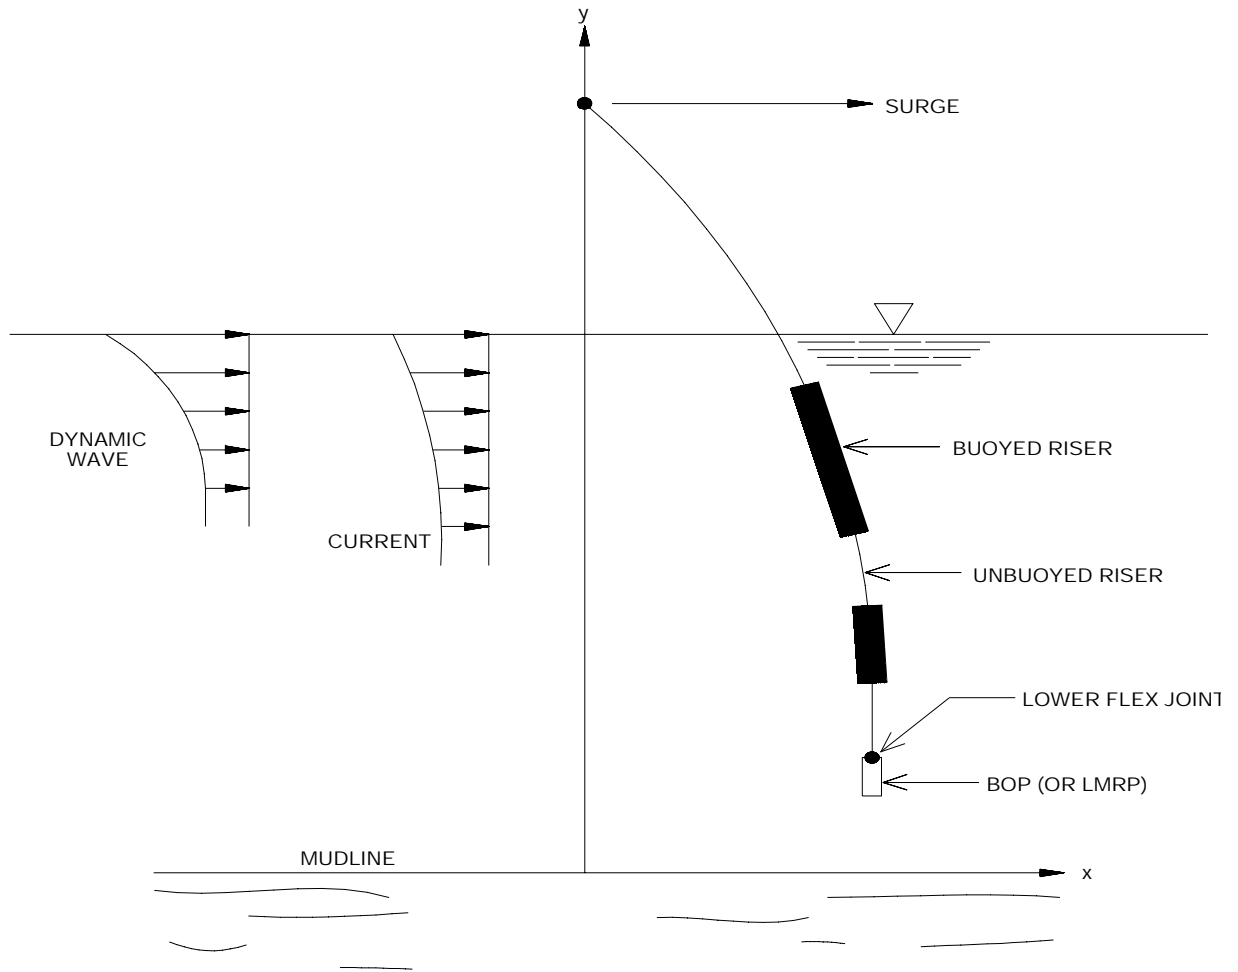 y
SURGE
DYNAMIC
WAVE
BUOYED RISER
CURRENT
UNBUOYED RISER
LOWER FLEX JOINT
BOP (OR LMRP)
MUDLINE
x